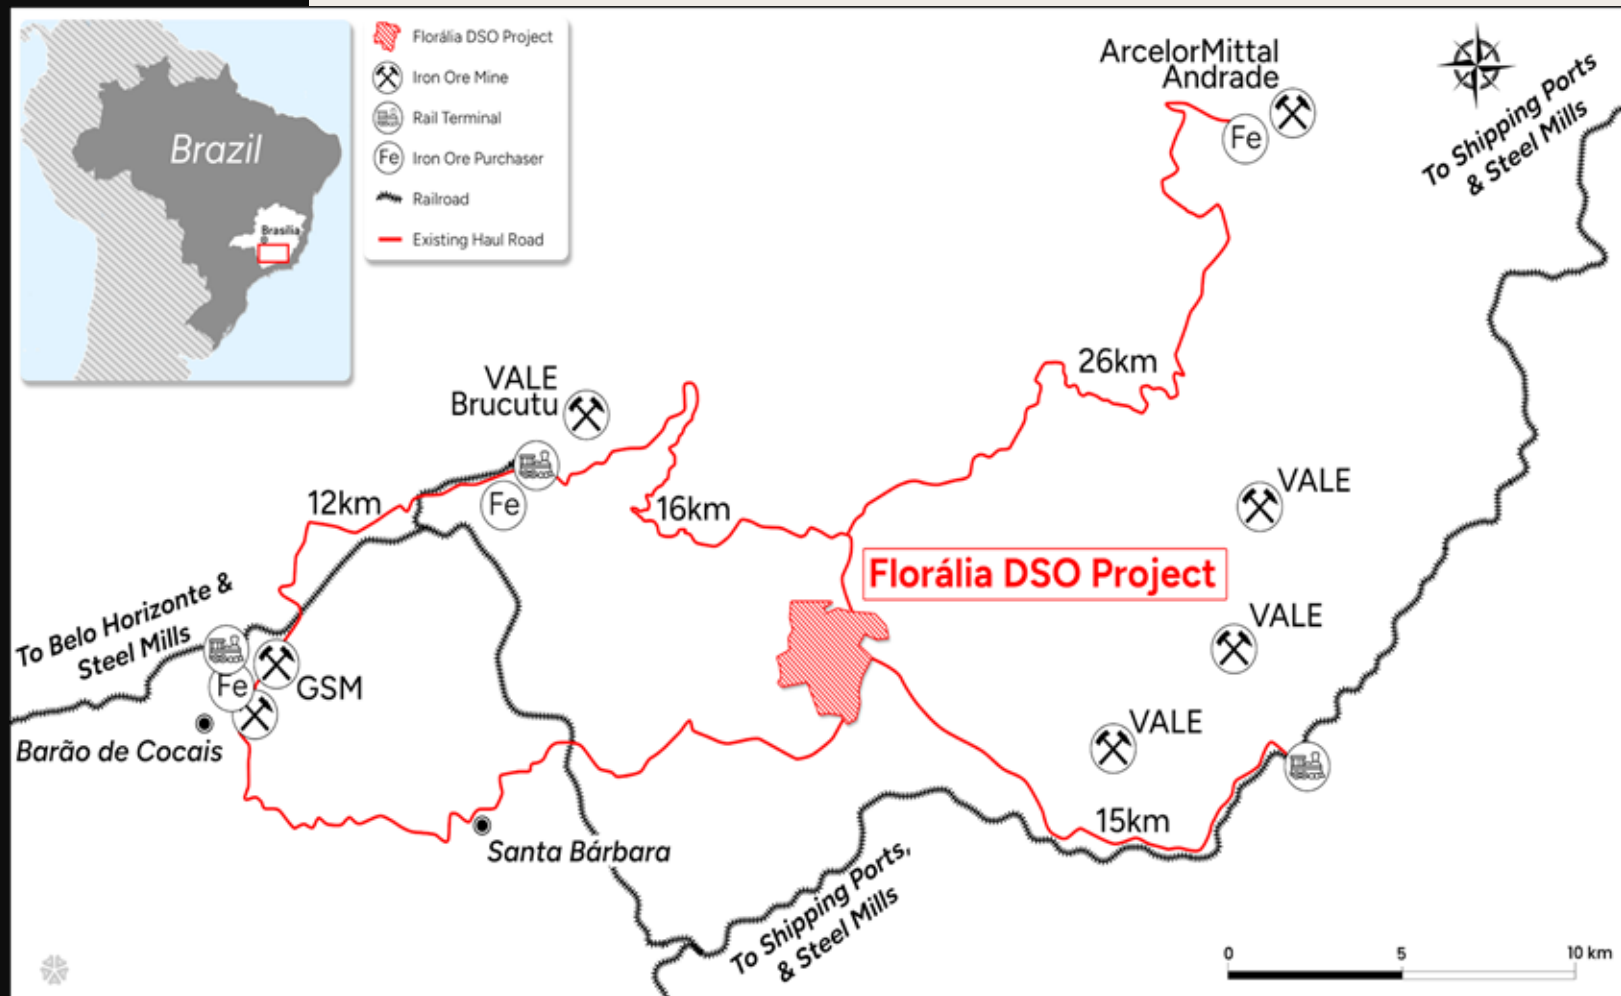 Brazil
Brasília
Florália DSO Project
Iron Ore Mine
Rail Terminal
Fe
Iron Ore Purchaser
Railroad
Existing Haul Road
ArcelorMittal
Andrade
Fe
To Shipping Ports
& Steel Mills
26km
VALE
Brucutu
Fe
12km
16km
VALE
Florália DSO Project
VALE
To Belo Horizonte &
Steel Mills
Fe
GSM
Barão de Cocais
VALE
15km
Santa Bárbara
To Shipping Ports,
& Steel Mills
0 5 10 km